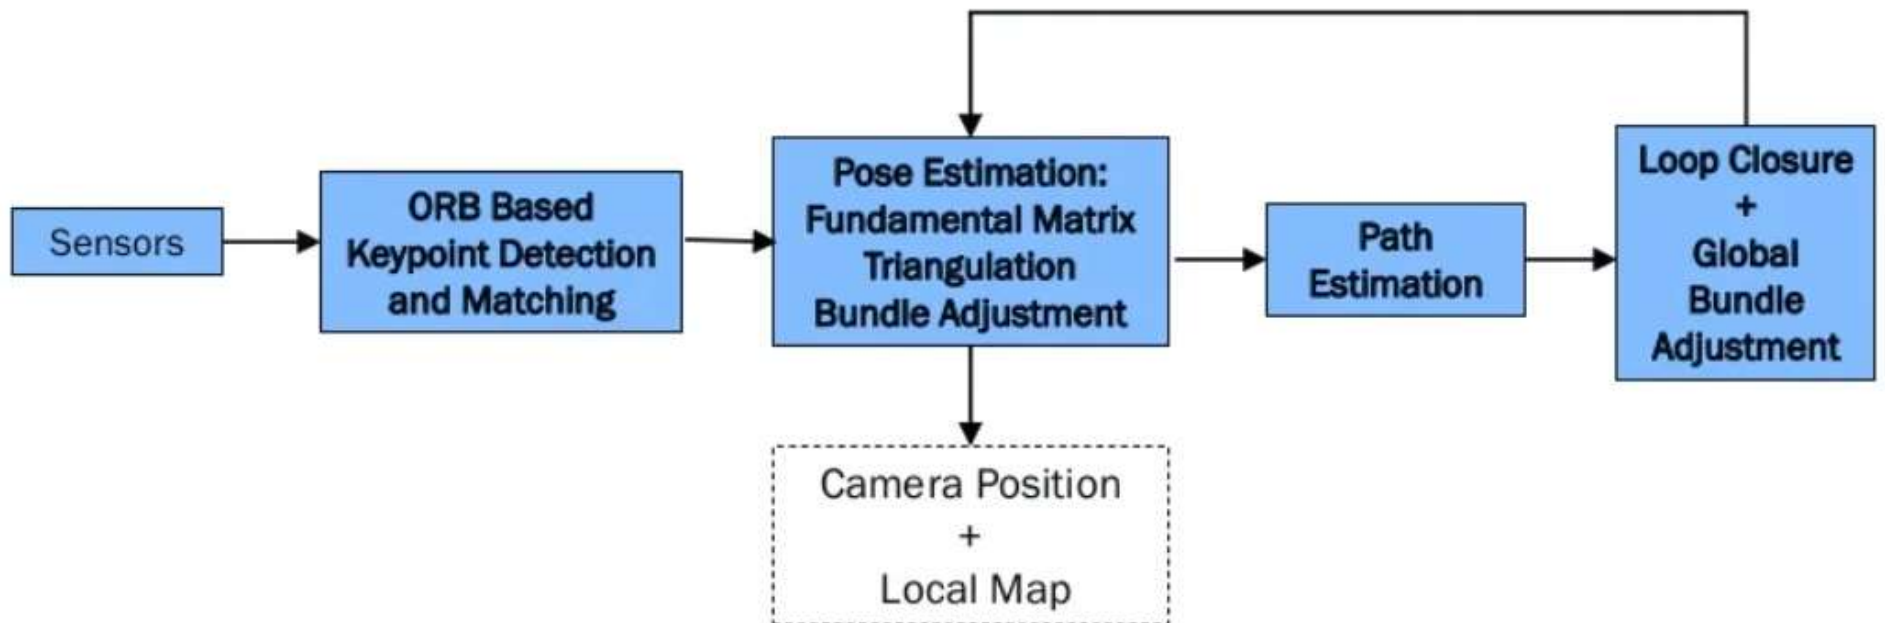 Sensors
ORB Based
Keypoint Detection
and Matching
Pose Estimation:
Fundamental Matrix
Triangulation
Bundle Adjustment
Path
Estimation
Loop Closure
+
Global
Bundle
Adjustment
Camera Position
+
Local Map